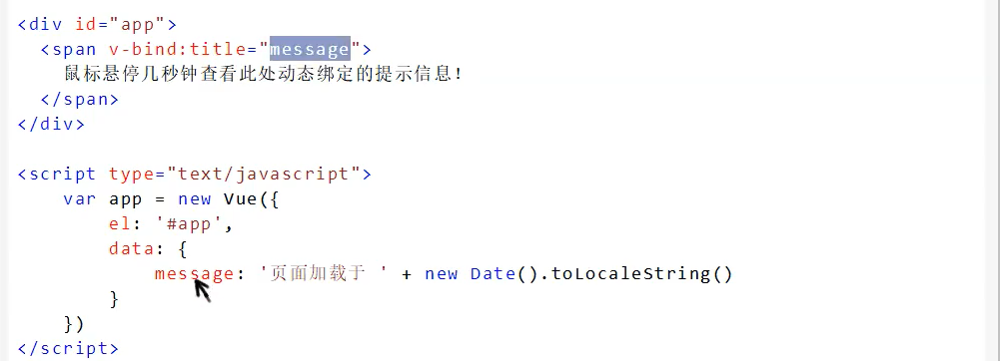 <div id="app">
<span v-bind:title="message">
鼠标悬停几秒钟查看此处动态绑定的提示信息！
</span>
</div>
<script type="text/javascript">
var app = new Vue({
el: '#app',
data: {
message: '页面加载于 ' + new Date().toLocaleString()
}
})
</script>